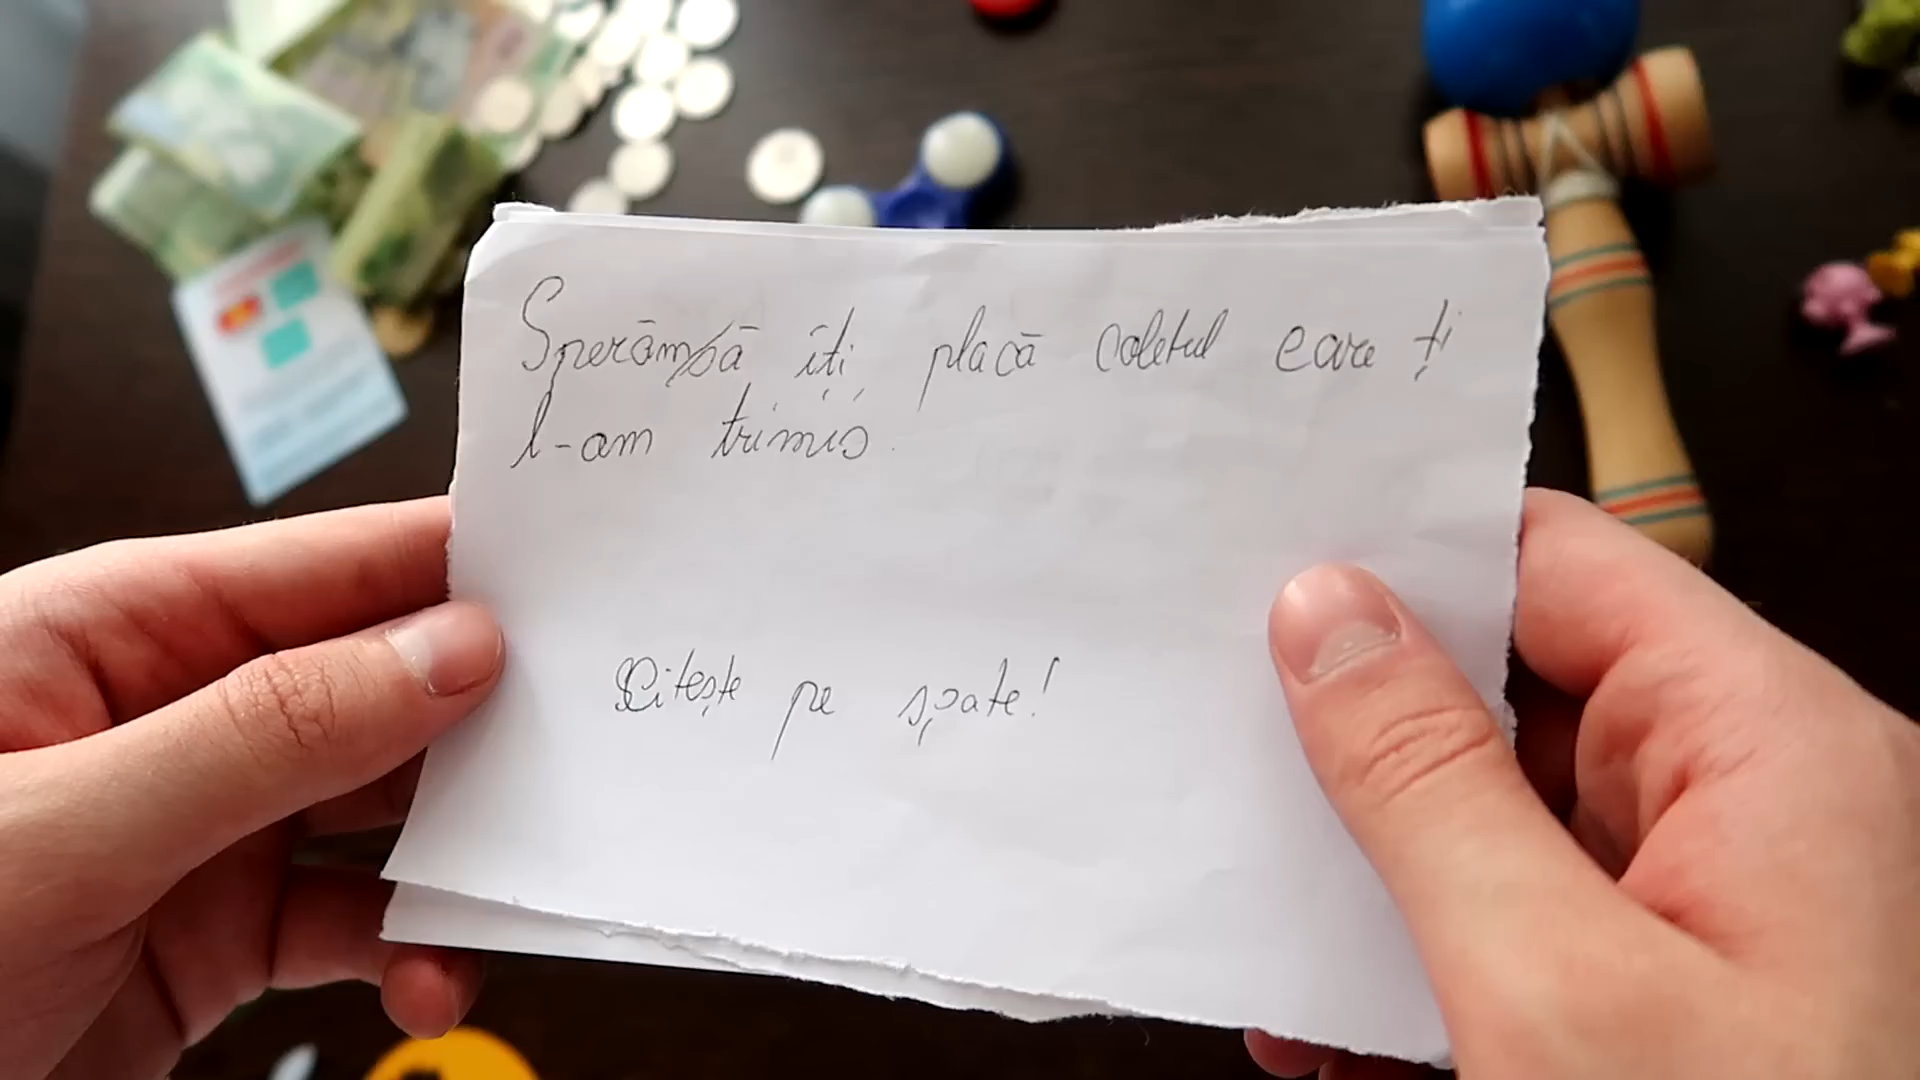 Sperăm să îți placă coletul care ți
l-am trimis.
Citește pe spate!